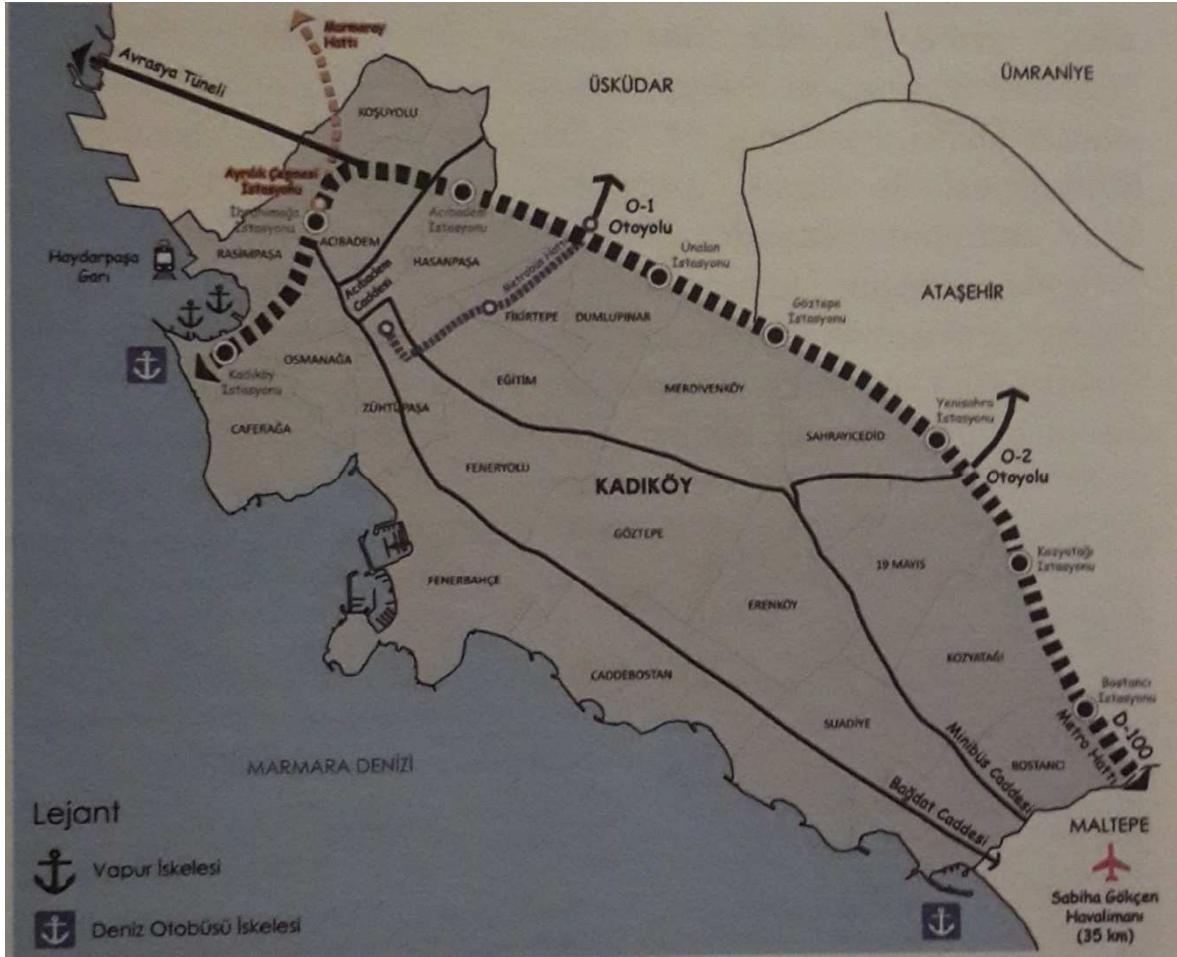 Marmaray
Hattı
Avrasya Tüneli
ÜSKÜDAR
ÜMRANİYE
KOŞUYOLU
Ayrılık Çeşmesi
İstasyonu
İbrahimağa
İstasyonu
Acıbadem
İstasyonu
O-1
Otoyolu
RASİMPAŞA
ACIBADEM
HASANPAŞA
Haydarpaşa
Garı
Acıbadem
Caddesi
Metrobüs Hattı
Ünalan
İstasyonu
ATAŞEHİR
Göztepe
İstasyonu
FİKİRTEPE
DUMLUPINAR
OSMANAĞA
Kadıköy
İstasyonu
EĞİTİM
MERDİVENKÖY
ZÜHTÜPAŞA
CAFERAĞA
Yenisahra
İstasyonu
SAHRAYICEDİD
O-2
Otoyolu
FENERYOLU
KADIKÖY
GÖZTEPE
19 MAYIS
Kozyatağı
İstasyonu
FENERBAHÇE
ERENKÖY
KOZYATAĞI
CADDEBOSTAN
Bostancı
İstasyonu
SUADİYE
D-100
Metro Hattı
MARMARA DENİZİ
BOSTANCI
Minibüs Caddesi
Bağdat Caddesi
Lejant
MALTEPE
Vapur İskelesi
Sabiha Gökçen
Havalimanı
(35 km)
Deniz Otobüsü İskelesi